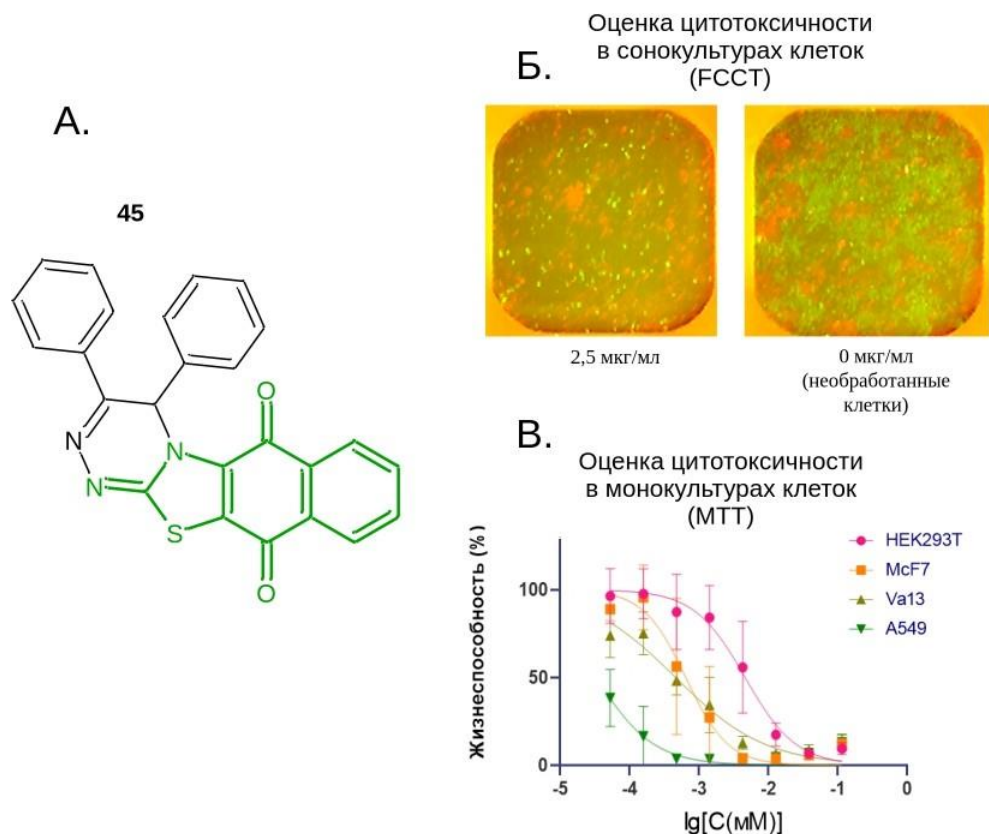 А.
45
N
N
N
S
O
O
Б.
Оценка цитотоксичности
в сонокультурах клеток
(FCCT)
2,5 мкг/мл
0 мкг/мл
(необработанные
клетки)
В.
Оценка цитотоксичности
в монокультурах клеток
(МТТ)
Жизнеспособность (%)
100
50
0
-5
-4
-3
-2
-1
0
lg[C(мМ)]
HEK293T
McF7
Va13
A549